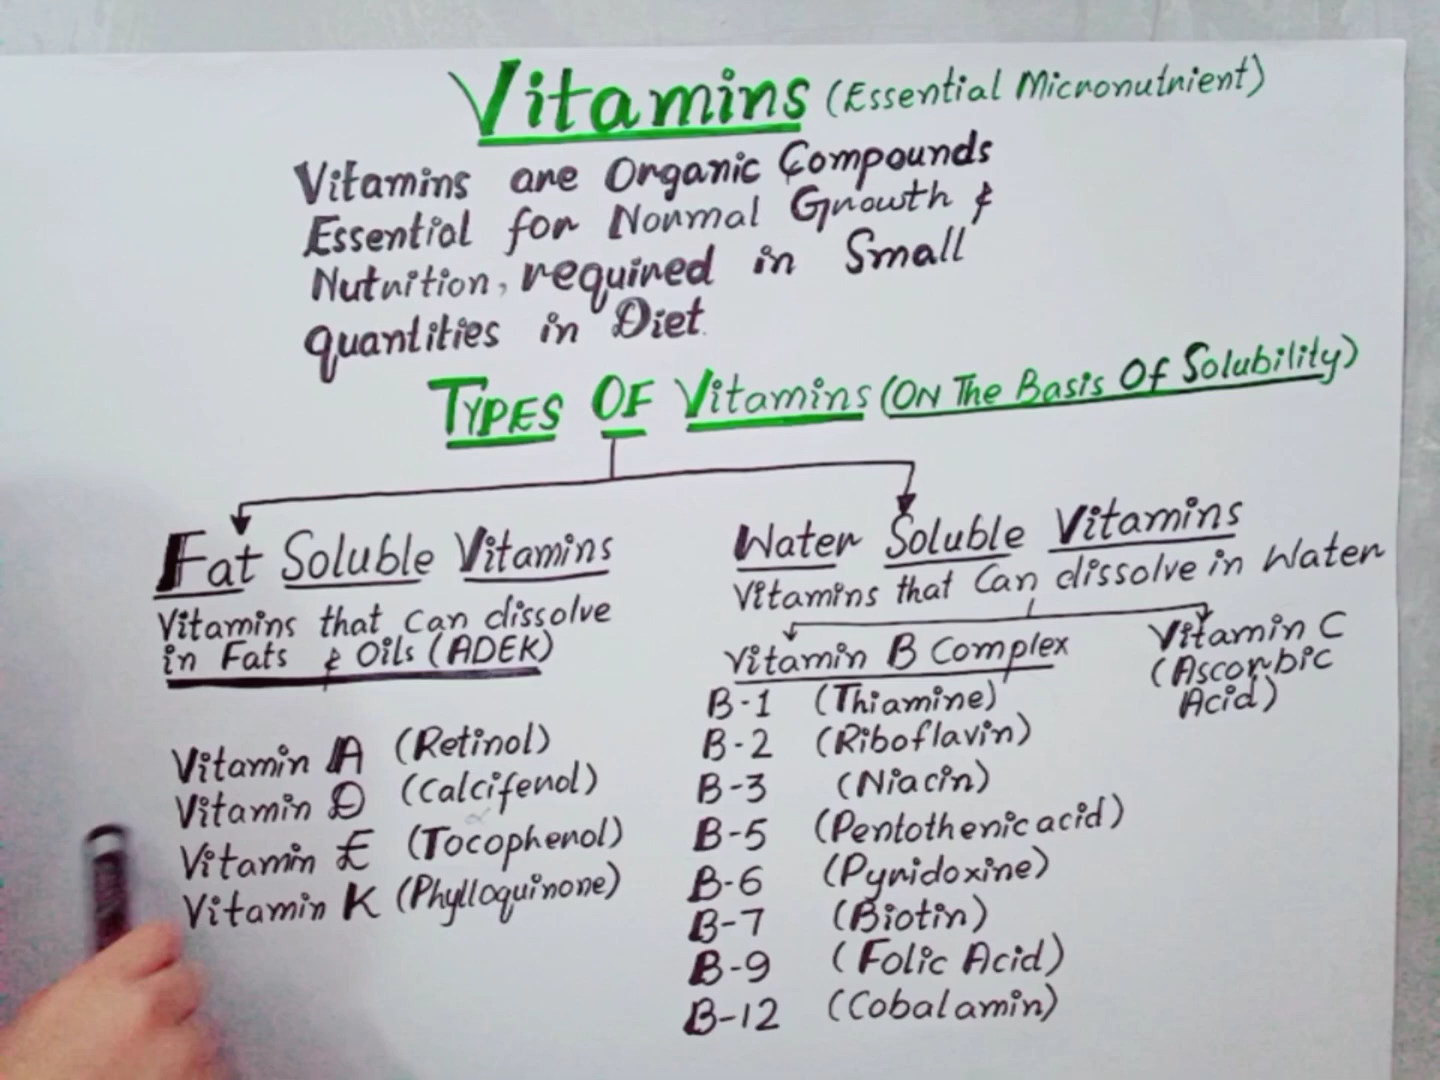 Vitamins (Essential Micronutrient)
Vitamins are Organic Compounds
Essential for Normal Growth &
Nutrition, required in Small
quantities in Diet.
TYPES OF Vitamins (ON The Basis Of Solubility)
Fat Soluble Vitamins
Vitamins that can dissolve
in Fats & Oils (ADEK)
Vitamin A (Retinol)
Vitamin D (Calciferol)
Vitamin E (Tocopherol)
Vitamin K (Phylloquinone)
Water Soluble Vitamins
Vitamins that Can dissolve in Water
Vitamin B Complex
B-1 (Thiamine)
B-2 (Riboflavin)
B-3 (Niacin)
B-5 (Pentothenic acid)
B-6 (Pyridoxine)
B-7 (Biotin)
B-9 (Folic Acid)
B-12 (Cobalamin)
Vitamin C
(Ascorbic
Acid)